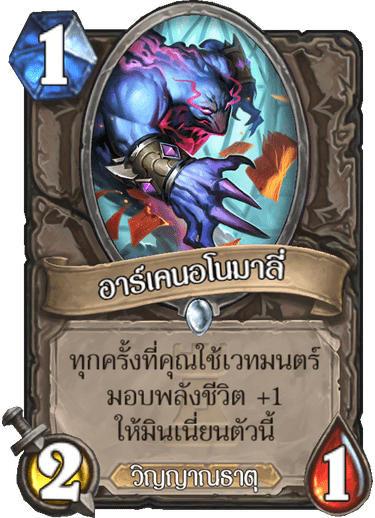 1
อาร์เคนอโนมาลี่
ทุกครั้งที่คุณใช้เวทมนตร์
มอบพลังชีวิต +1
ให้มินเนี่ยนตัวนี้
2
วิญญาณธาตุ
1